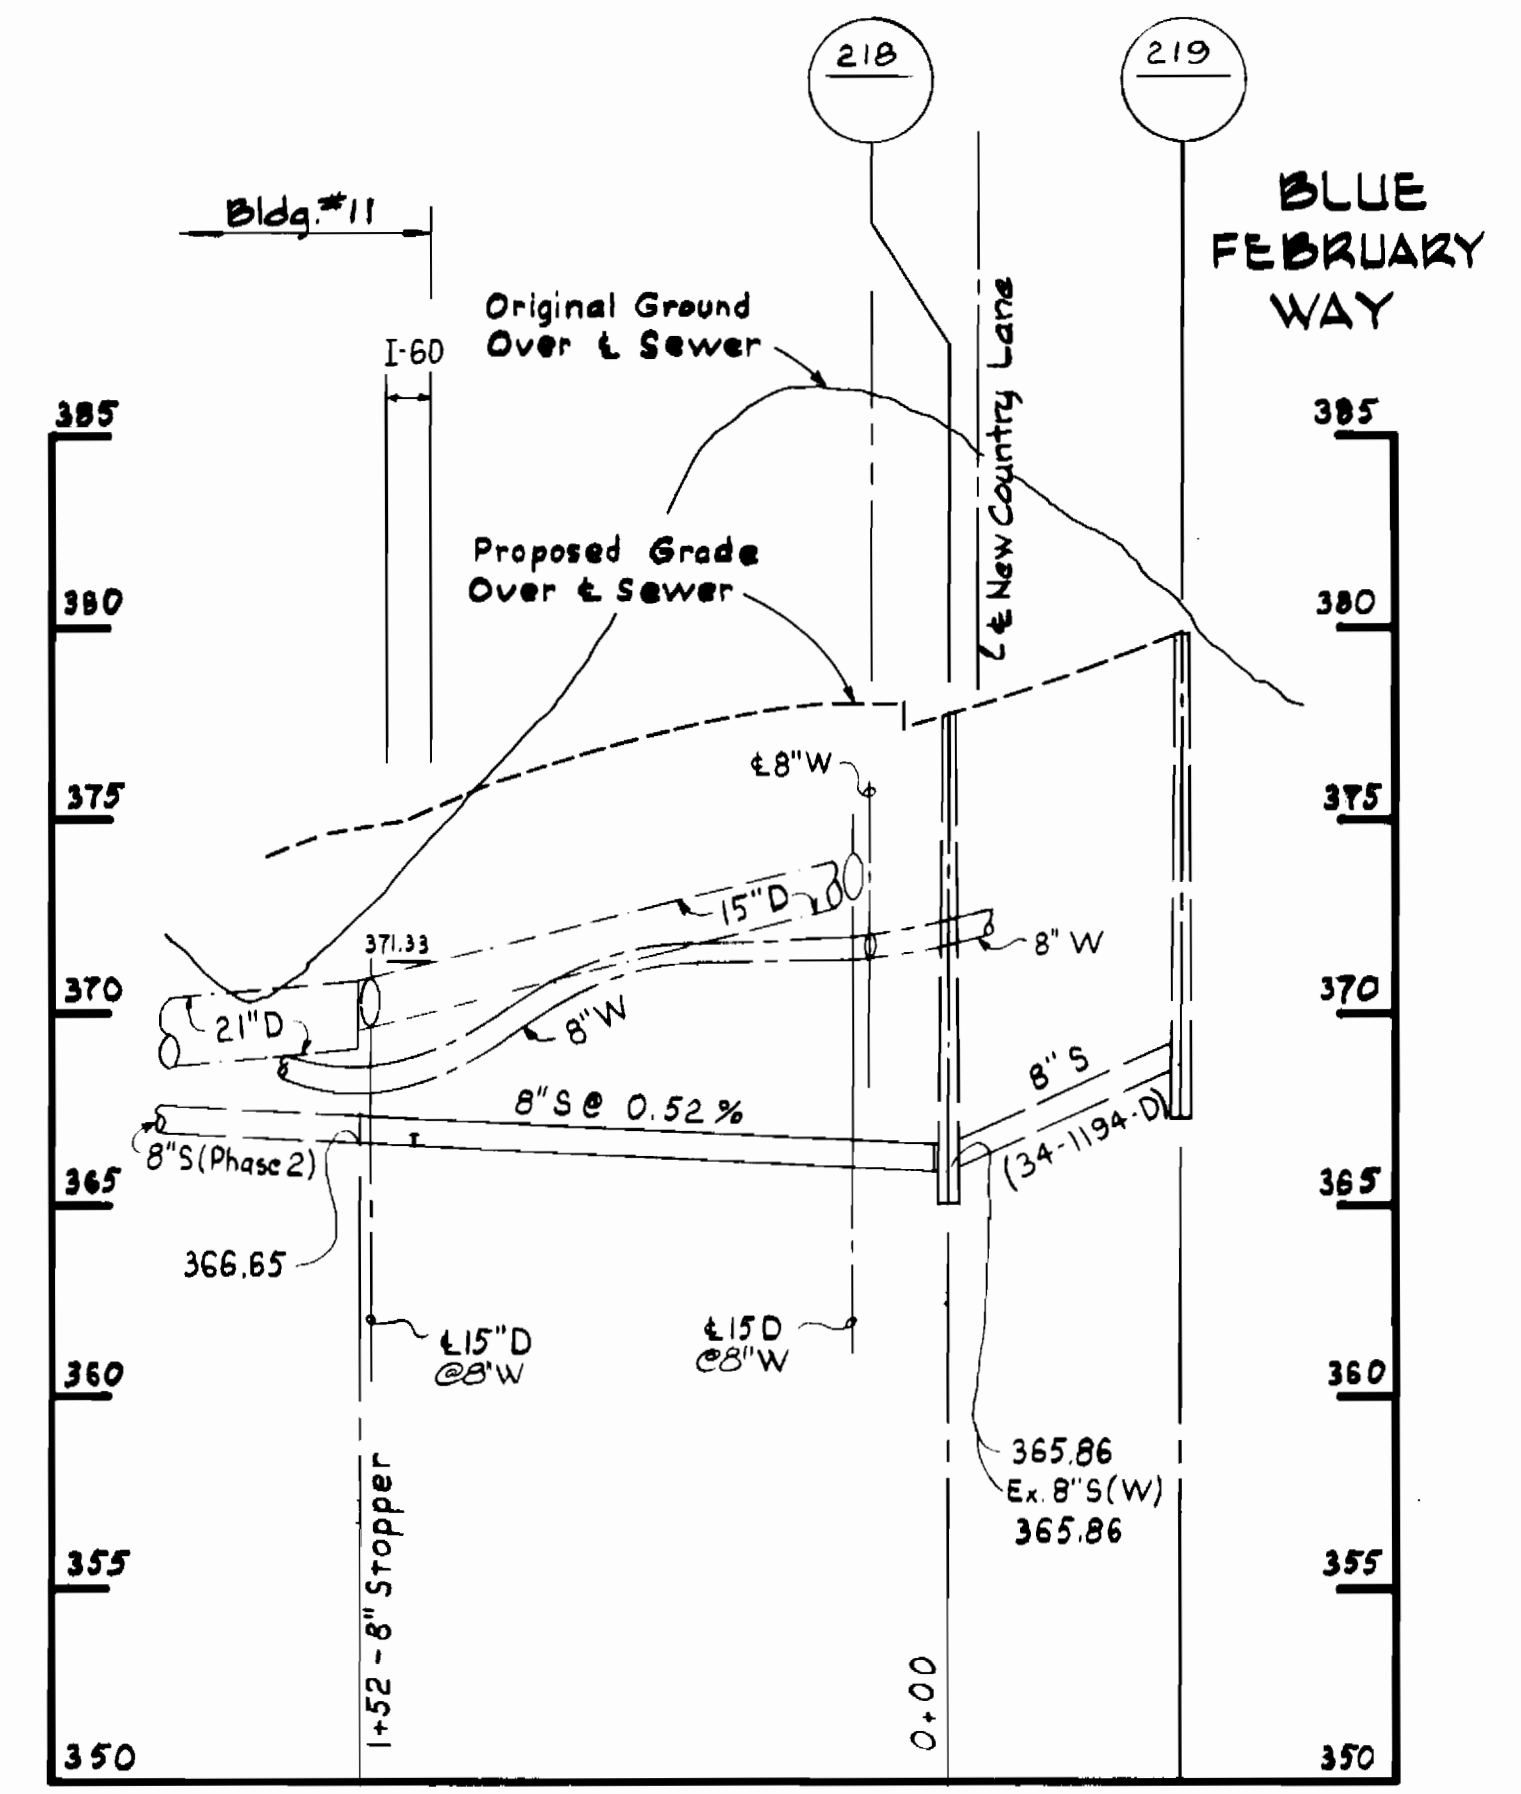 218
219
BLUE
FEBRUARY
WAY
Bldg.#11
Original Ground
Over ℄ Sewer
I-60
℄ New Country Lane
385
385
Proposed Grade
Over ℄ Sewer
380
380
℄8"W
375
375
15"D
371.33
8"W
370
370
21"D
8"W
8"S
8"S@ 0.52%
(34-1194-D)
8"S(Phase 2)
365
365
366.65
℄15"D
@8"W
℄15D
@8"W
360
360
365.86
Ex. 8"S(W)
365.86
355
355
1+52-8" Stopper
0+00
350
350